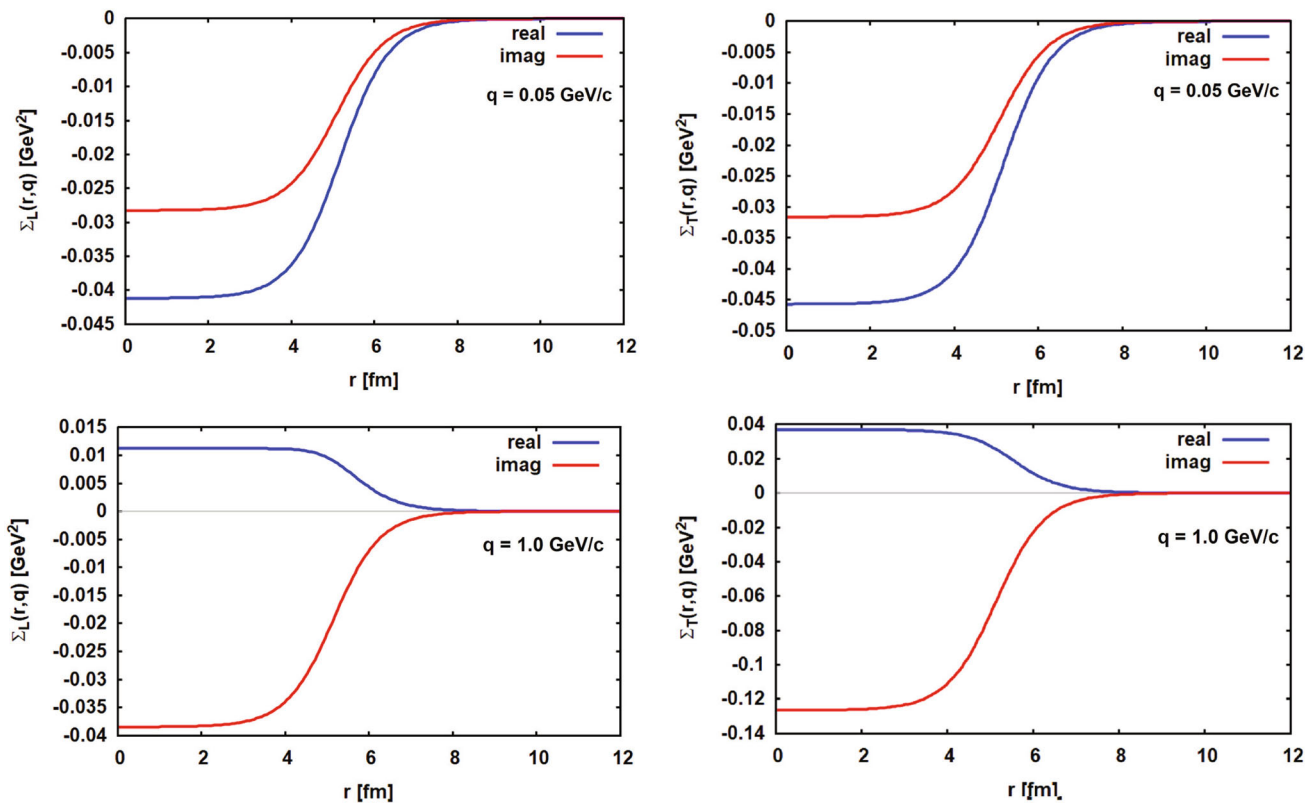 0
-0.005
-0.01
-0.015
-0.02
-0.025
-0.03
-0.035
-0.04
-0.045
Σ_L(r,q) [GeV²]
real
imag
q = 0.05 GeV/c
0 2 4 6 8 10 12
r [fm]
0
-0.005
-0.01
-0.015
-0.02
-0.025
-0.03
-0.035
-0.04
-0.045
-0.05
Σ_T(r,q) [GeV²]
real
imag
q = 0.05 GeV/c
0 2 4 6 8 10 12
r [fm]
0.015
0.01
0.005
0
-0.005
-0.01
-0.015
-0.02
-0.025
-0.03
-0.035
-0.04
Σ_L(r,q) [GeV²]
real
imag
q = 1.0 GeV/c
0 2 4 6 8 10 12
r [fm]
0.04
0.02
0
-0.02
-0.04
-0.06
-0.08
-0.1
-0.12
-0.14
Σ_T(r,q) [GeV²]
real
imag
q = 1.0 GeV/c
0 2 4 6 8 10 12
r [fm].